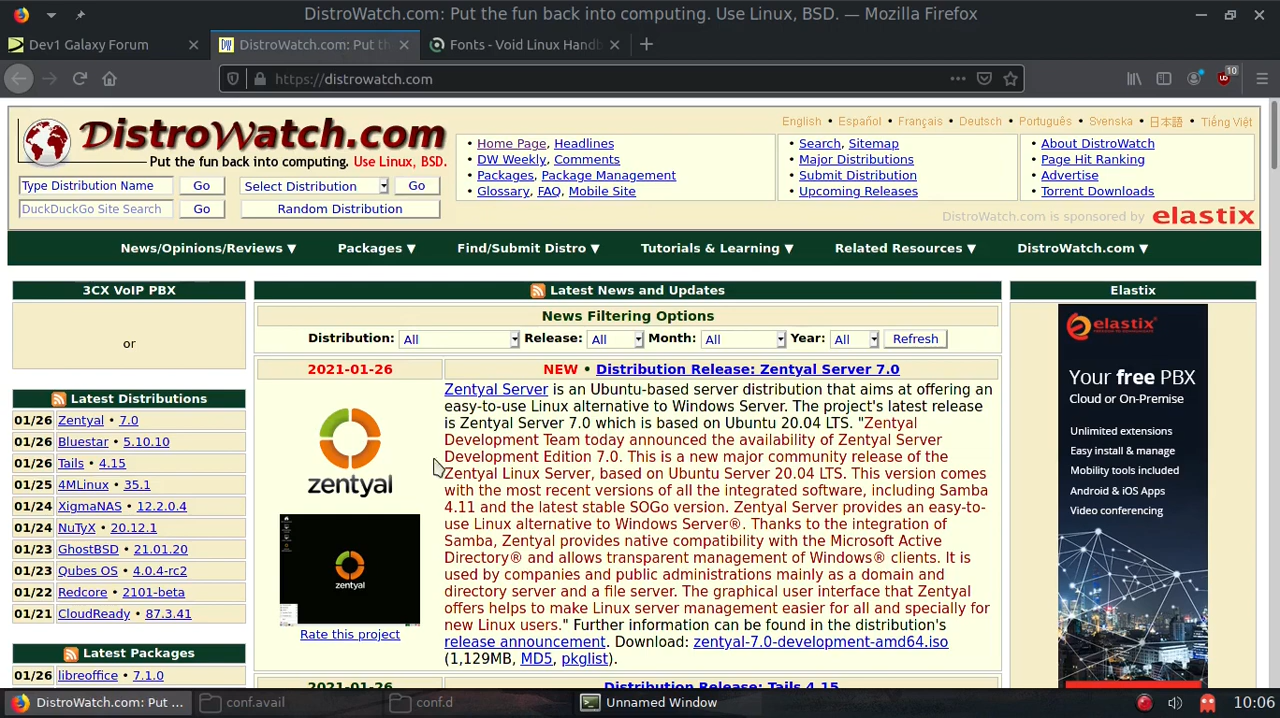 DistroWatch.com: Put the fun back into computing. Use Linux, BSD. — Mozilla Firefox
Dev1 Galaxy Forum
DistroWatch.com: Put th
Fonts - Void Linux Handb
https://distrowatch.com
10
DistroWatch.com
Put the fun back into computing. Use Linux, BSD.
Type Distribution Name Go Select Distribution Go
DuckDuckGo Site Search Go Random Distribution
English • Español • Français • Deutsch • Português • Svenska • 日本語 • Tiếng Việt
• Home Page, Headlines
• DW Weekly, Comments
• Packages, Package Management
• Glossary, FAQ, Mobile Site
• Search, Sitemap
• Major Distributions
• Submit Distribution
• Upcoming Releases
• About DistroWatch
• Page Hit Ranking
• Advertise
• Torrent Downloads
DistroWatch.com is sponsored by elastix
News/Opinions/Reviews ▼ Packages ▼ Find/Submit Distro ▼ Tutorials & Learning ▼ Related Resources ▼ DistroWatch.com ▼
3CX VoIP PBX
or
Latest Distributions
01/26 Zentyal • 7.0
01/26 Bluestar • 5.10.10
01/26 Tails • 4.15
01/25 4MLinux • 35.1
01/24 XigmaNAS • 12.2.0.4
01/24 NuTyX • 20.12.1
01/23 GhostBSD • 21.01.20
01/23 Qubes OS • 4.0.4-rc2
01/22 Redcore • 2101-beta
01/21 CloudReady • 87.3.41
Latest Packages
01/26 libreoffice • 7.1.0
Latest News and Updates
News Filtering Options
Distribution: All Release: All Month: All Year: All Refresh
2021-01-26
NEW • Distribution Release: Zentyal Server 7.0
zentyal
zentyal
Rate this project
Zentyal Server is an Ubuntu-based server distribution that aims at offering an
easy-to-use Linux alternative to Windows Server. The project's latest release
is Zentyal Server 7.0 which is based on Ubuntu 20.04 LTS. "Zentyal
Development Team today announced the availability of Zentyal Server
Development Edition 7.0. This is a new major community release of the
Zentyal Linux Server, based on Ubuntu Server 20.04 LTS. This version comes
with the most recent versions of all the integrated software, including Samba
4.11 and the latest stable SOGo version. Zentyal Server provides an easy-to-
use Linux alternative to Windows Server®. Thanks to the integration of
Samba, Zentyal provides native compatibility with the Microsoft Active
Directory® and allows transparent management of Windows® clients. It is
used by companies and public administrations mainly as a domain and
directory server and a file server. The graphical user interface that Zentyal
offers helps to make Linux server management easier for all and specially for
new Linux users." Further information can be found in the distribution's
release announcement. Download: zentyal-7.0-development-amd64.iso
(1,129MB, MD5, pkglist).
2021-01-26
Distribution Release: Tails 4.15
Elastix
elastix
Your free PBX
Cloud or On-Premise
Unlimited extensions
Easy install & manage
Mobility tools included
Android & iOS Apps
Video conferencing
DistroWatch.com: Put ...
conf.avail
conf.d
Unnamed Window
10:06